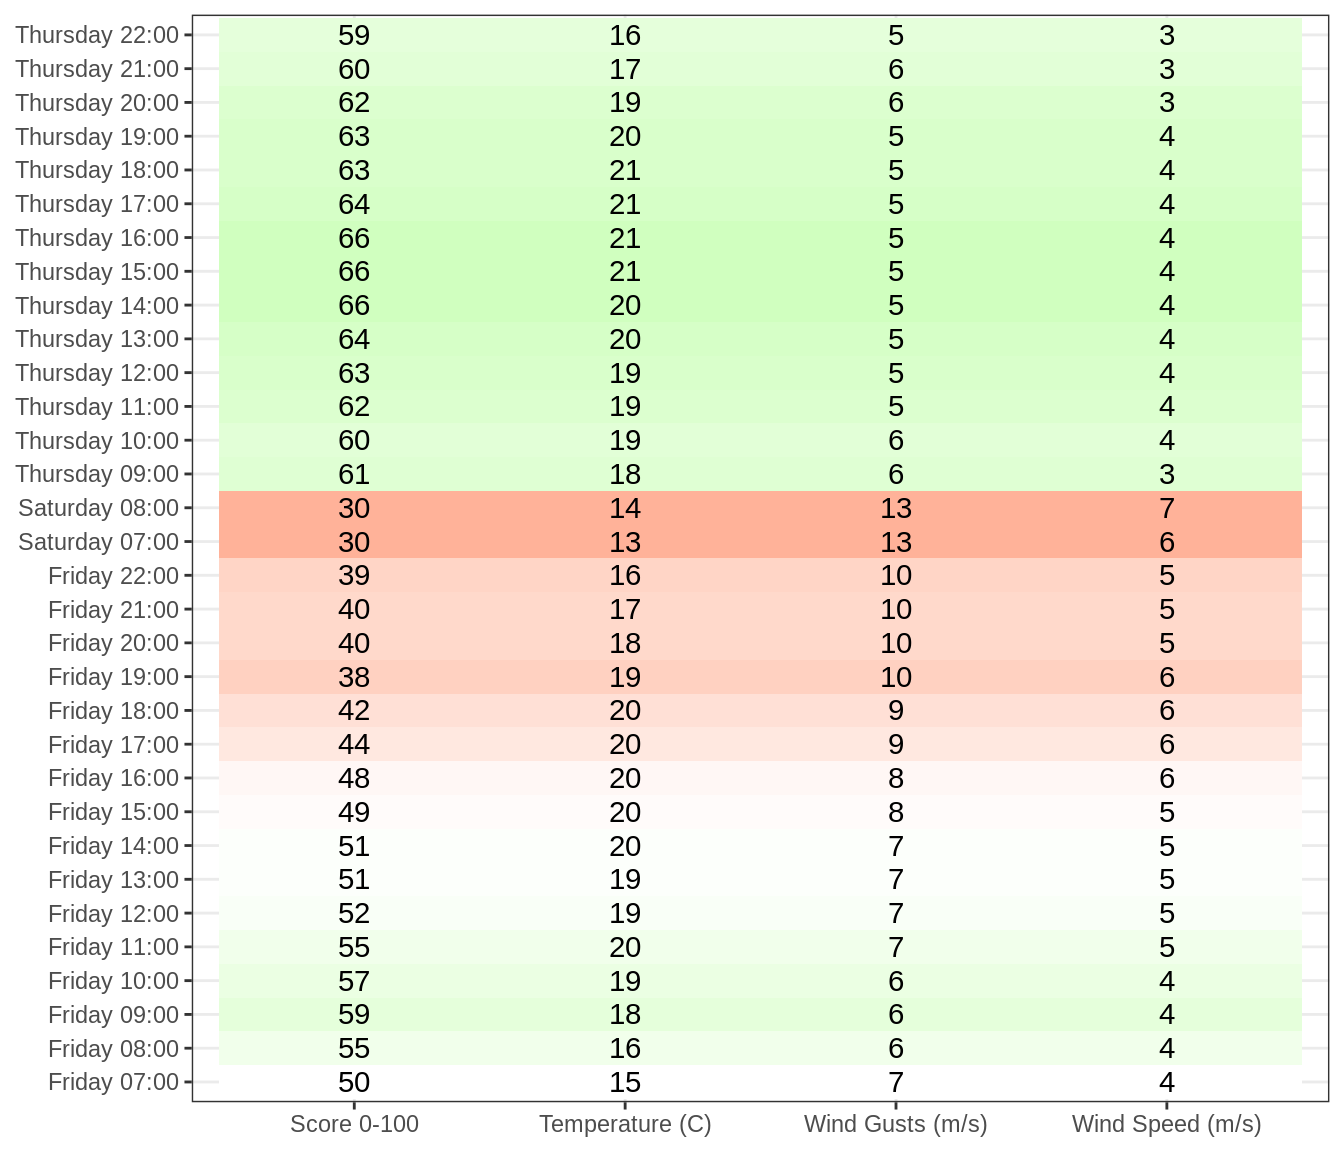 Thursday 22:00 59 16 5 3
Thursday 21:00 60 17 6 3
Thursday 20:00 62 19 6 3
Thursday 19:00 63 20 5 4
Thursday 18:00 63 21 5 4
Thursday 17:00 64 21 5 4
Thursday 16:00 66 21 5 4
Thursday 15:00 66 21 5 4
Thursday 14:00 66 20 5 4
Thursday 13:00 64 20 5 4
Thursday 12:00 63 19 5 4
Thursday 11:00 62 19 5 4
Thursday 10:00 60 19 6 4
Thursday 09:00 61 18 6 3
Saturday 08:00 30 14 13 7
Saturday 07:00 30 13 13 6
Friday 22:00 39 16 10 5
Friday 21:00 40 17 10 5
Friday 20:00 40 18 10 5
Friday 19:00 38 19 10 6
Friday 18:00 42 20 9 6
Friday 17:00 44 20 9 6
Friday 16:00 48 20 8 6
Friday 15:00 49 20 8 5
Friday 14:00 51 20 7 5
Friday 13:00 51 19 7 5
Friday 12:00 52 19 7 5
Friday 11:00 55 20 7 5
Friday 10:00 57 19 6 4
Friday 09:00 59 18 6 4
Friday 08:00 55 16 6 4
Friday 07:00 50 15 7 4
Score 0-100 Temperature (C) Wind Gusts (m/s) Wind Speed (m/s)